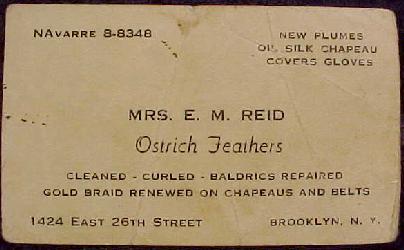 NAvarre 8-8348
NEW PLUMES
OIL SILK CHAPEAU
COVERS GLOVES
MRS. E. M. REID
Ostrich Feathers
CLEANED - CURLED - BALDRICS REPAIRED
GOLD BRAID RENEWED ON CHAPEAUS AND BELTS
1424 EAST 26TH STREET
BROOKLYN, N. Y.